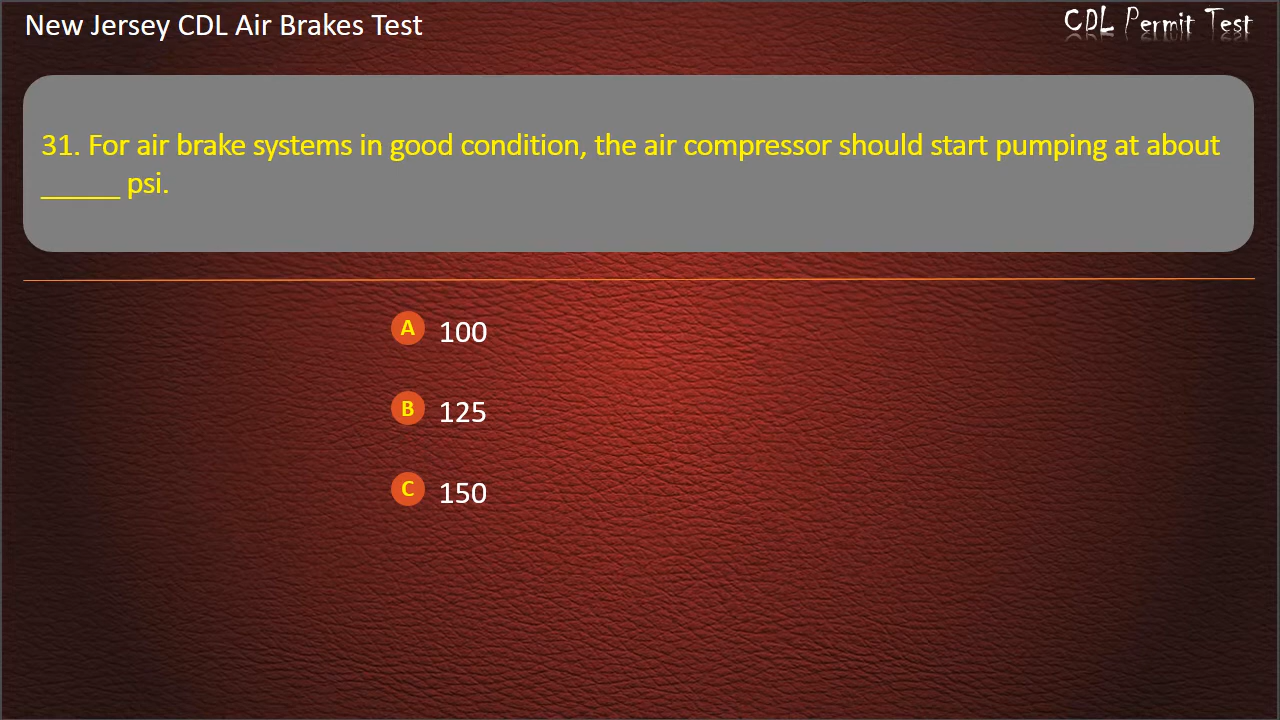 New Jersey CDL Air Brakes Test
CDL Permit Test
31. For air brake systems in good condition, the air compressor should start pumping at about
______ psi.
A 100
B 125
C 150